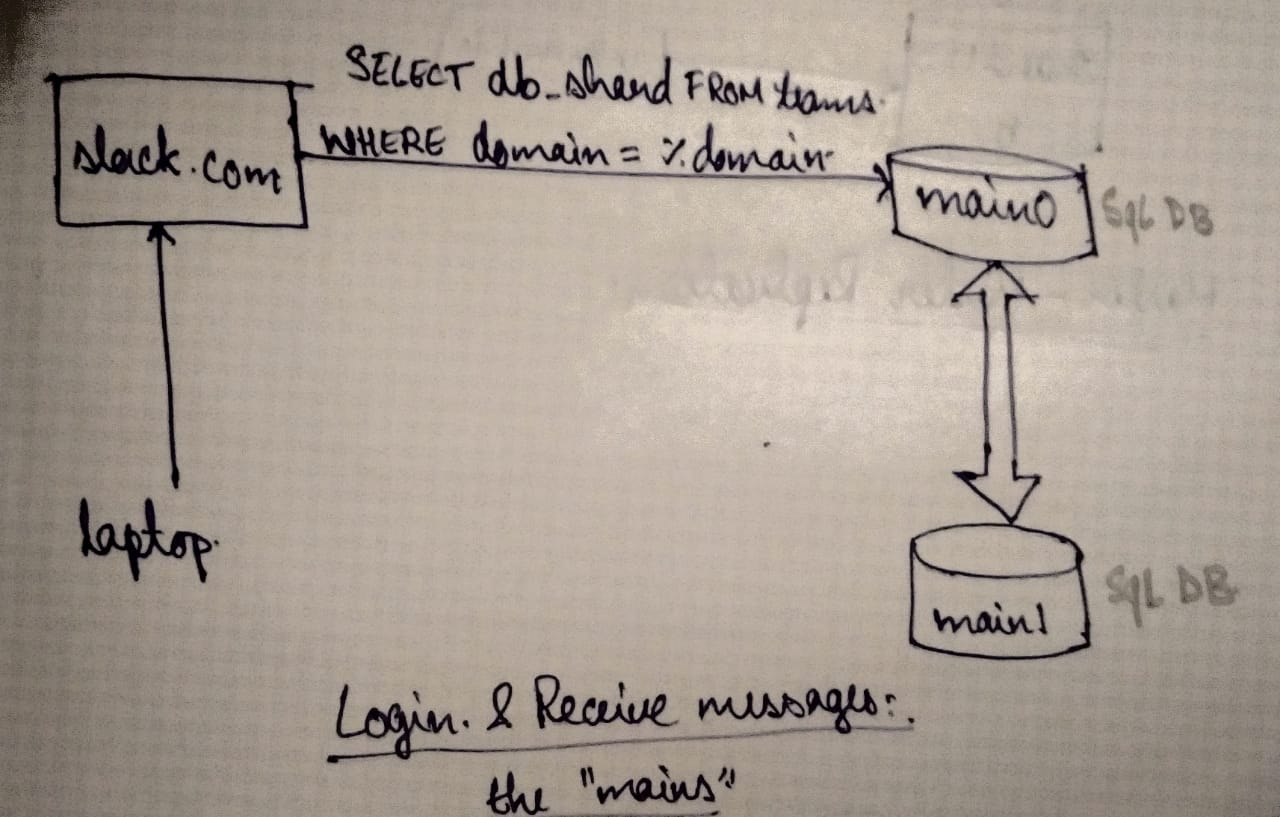 SELECT db_shard FROM teams.
WHERE domain = %domain
slack.com
main0
SqL DB
laptop.
main1
SqL DB
Login. & Receive messages:.
the "mains"